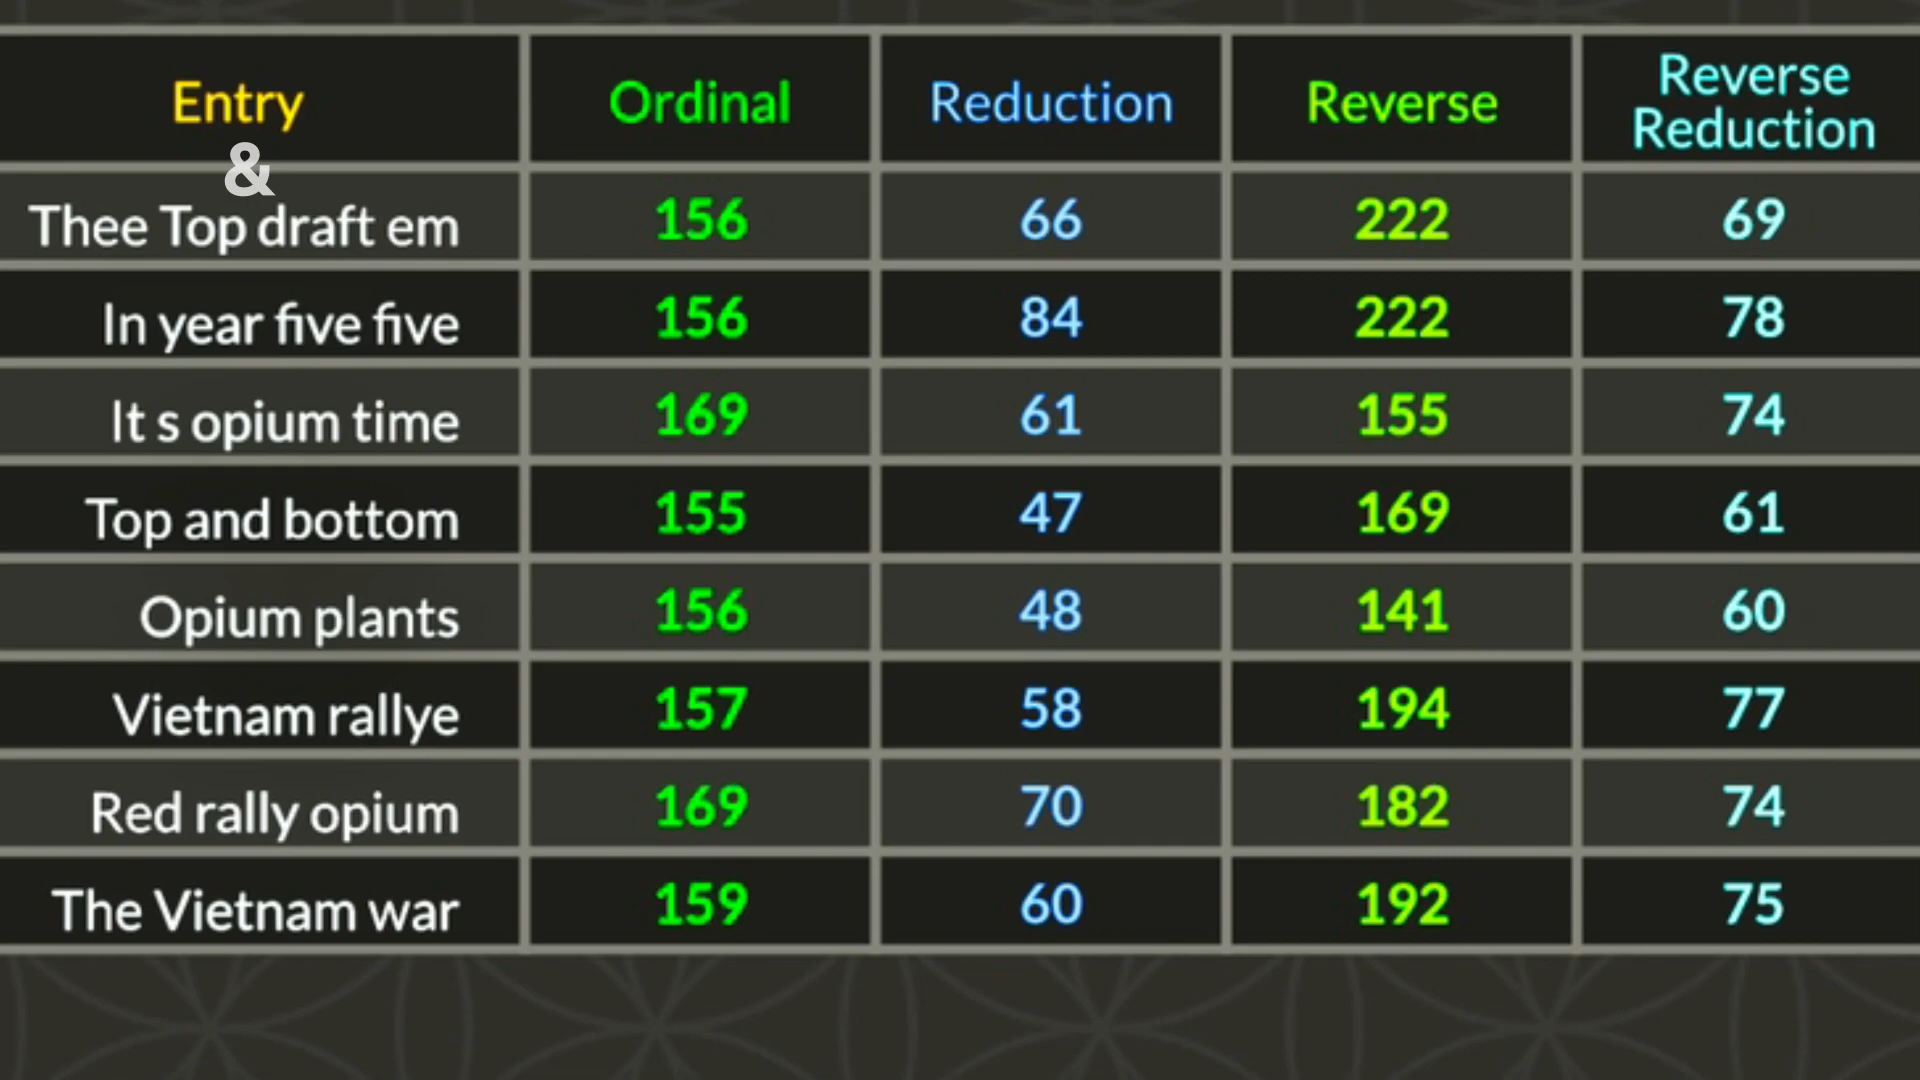 Entry Ordinal Reduction Reverse Reverse Reduction
&
Thee Top draft em 156 66 222 69
In year five five 156 84 222 78
It s opium time 169 61 155 74
Top and bottom 155 47 169 61
Opium plants 156 48 141 60
Vietnam rallye 157 58 194 77
Red rally opium 169 70 182 74
The Vietnam war 159 60 192 75